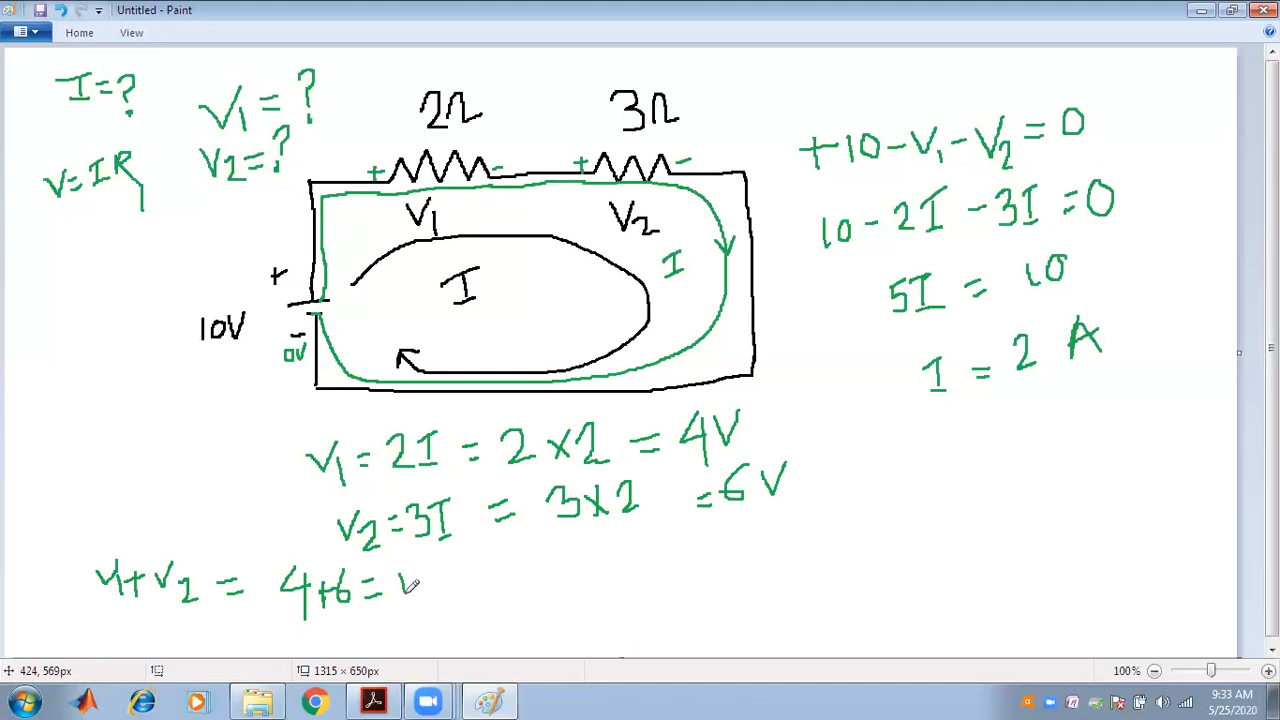 Untitled - Paint
Home View
I = ?
V1 = ?
V2 = ?
V = IR
2Ω
3Ω
+ - + -
V1
V2
I
I
+
10V
-
0V
+10 - V1 - V2 = 0
10 - 2I - 3I = 0
5I = 10
I = 2 A
V1 = 2I = 2 × 2 = 4V
V2 = 3I = 3×2 = 6V
V1+V2 = 4+6 =
424, 569px
1315 × 650px
100%
9:33 AM
5/25/2020